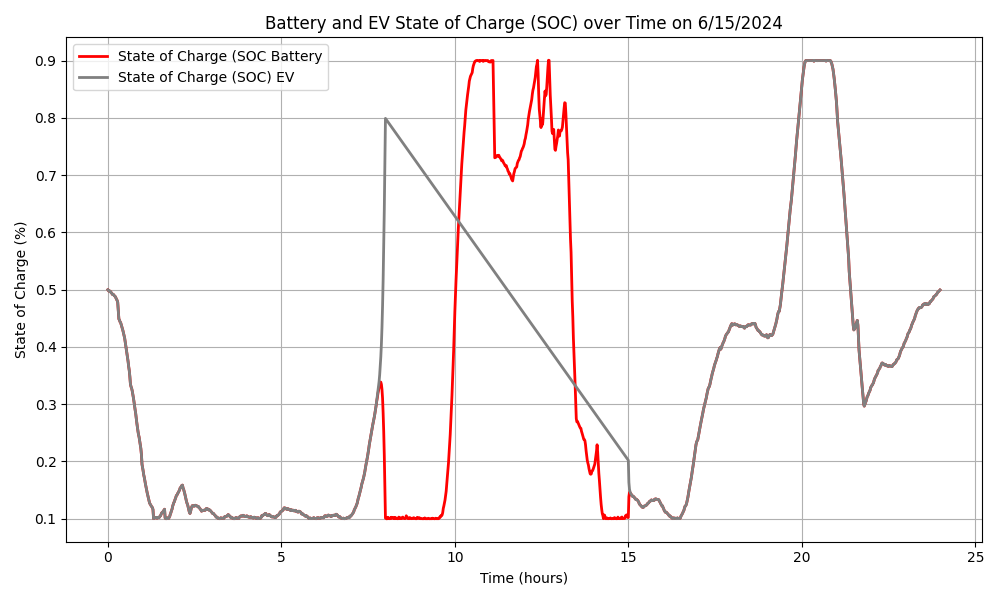 Battery and EV State of Charge (SOC) over Time on 6/15/2024
State of Charge (SOC Battery
State of Charge (SOC) EV
State of Charge (%)
0.9
0.8
0.7
0.6
0.5
0.4
0.3
0.2
0.1
0 5 10 15 20 25
Time (hours)